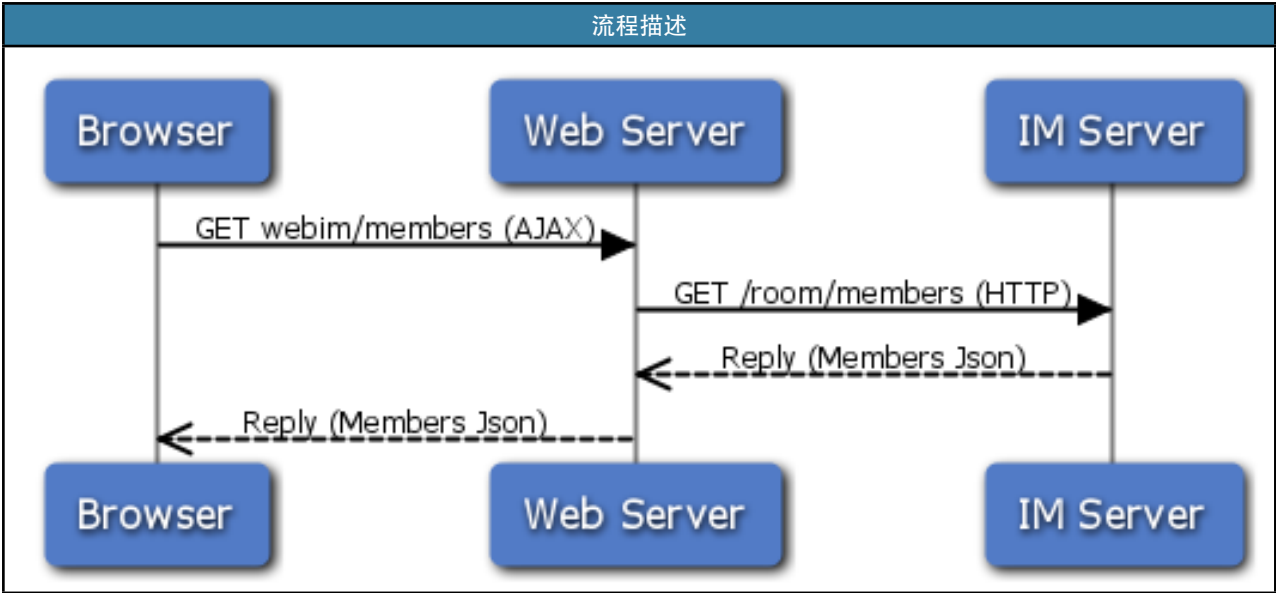 流程描述
Browser
Web Server
IM Server
GET webim/members (AJAX)
GET /room/members (HTTP)
Reply (Members Json)
Reply (Members Json)
Browser
Web Server
IM Server